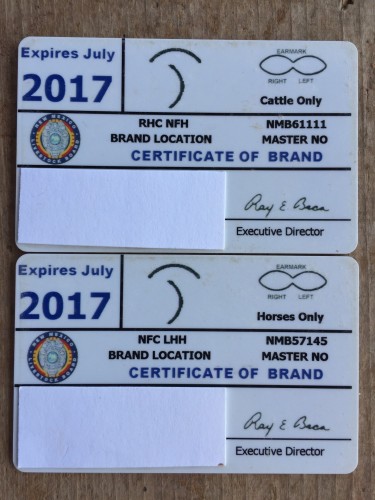 Expires July
2017
EARMARK
RIGHT LEFT
Cattle Only
RHC NFH
BRAND LOCATION
NMB61111
MASTER NO
CERTIFICATE OF BRAND
Ray E Baca
Executive Director
Expires July
2017
EARMARK
RIGHT LEFT
Horses Only
NFC LHH
BRAND LOCATION
NMB57145
MASTER NO
CERTIFICATE OF BRAND
Ray E Baca
Executive Director